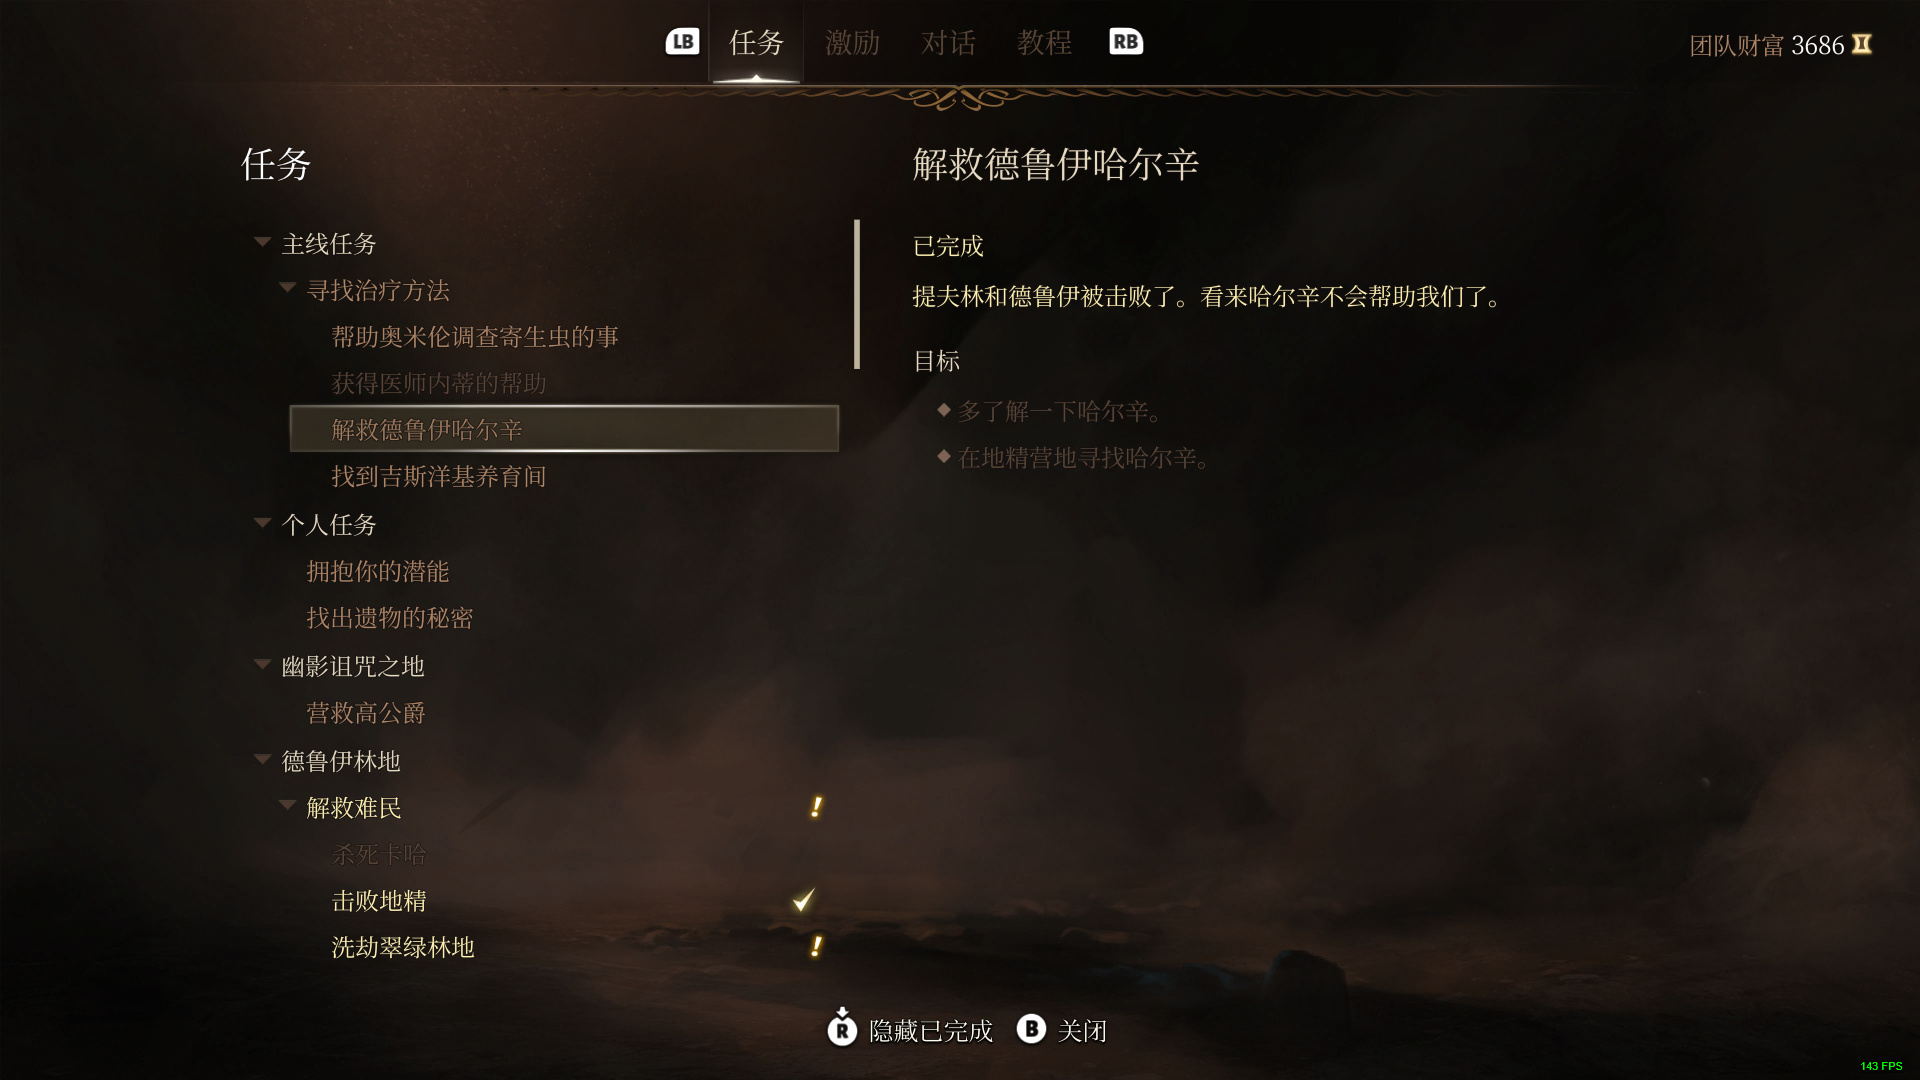 LB 任务 激励 对话 教程 RB
团队财富 3686
任务
主线任务
寻找治疗方法
帮助奥米伦调查寄生虫的事
获得医师内蒂的帮助
解救德鲁伊哈尔辛
找到吉斯洋基养育间
个人任务
拥抱你的潜能
找出遗物的秘密
幽影诅咒之地
营救高公爵
德鲁伊林地
解救难民
杀死卡哈
击败地精
洗劫翠绿林地
解救德鲁伊哈尔辛
已完成
提夫林和德鲁伊被击败了。看来哈尔辛不会帮助我们了。
目标
多了解一下哈尔辛。
在地精营地寻找哈尔辛。
R 隐藏已完成 B 关闭
143 FPS